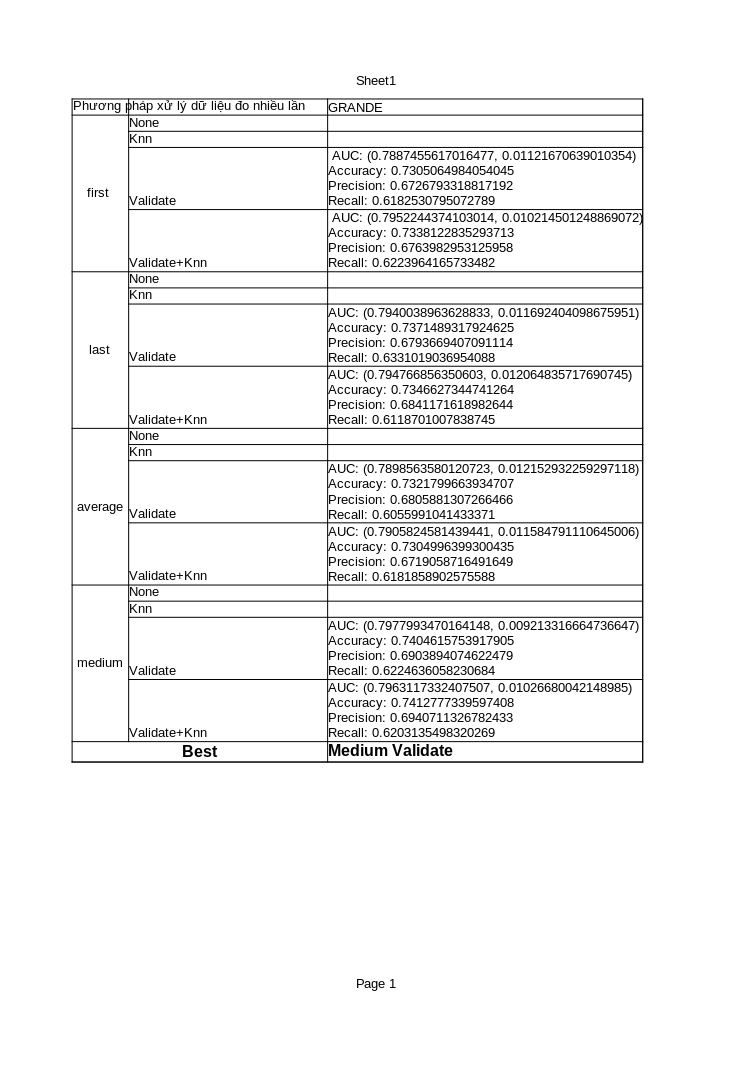 Sheet1
Phương pháp xử lý dữ liệu đo nhiều lần GRANDE
first
None
Knn
Validate
AUC: (0.7887455617016477, 0.01121670639010354)
Accuracy: 0.7305064984054045
Precision: 0.6726793318817192
Recall: 0.6182530795072789
Validate+Knn
AUC: (0.7952244374103014, 0.010214501248869072)
Accuracy: 0.7338122835293713
Precision: 0.6763982953125958
Recall: 0.6223964165733482
last
None
Knn
Validate
AUC: (0.7940038963628833, 0.011692404098675951)
Accuracy: 0.7371489317924625
Precision: 0.6793669407091114
Recall: 0.6331019036954088
Validate+Knn
AUC: (0.794766856350603, 0.012064835717690745)
Accuracy: 0.7346627344741264
Precision: 0.6841171618982644
Recall: 0.6118701007838745
average
None
Knn
Validate
AUC: (0.7898563580120723, 0.012152932259297118)
Accuracy: 0.7321799663934707
Precision: 0.6805881307266466
Recall: 0.6055991041433371
Validate+Knn
AUC: (0.7905824581439441, 0.011584791110645006)
Accuracy: 0.7304996399300435
Precision: 0.6719058716491649
Recall: 0.6181858902575588
medium
None
Knn
Validate
AUC: (0.7977993470164148, 0.009213316664736647)
Accuracy: 0.7404615753917905
Precision: 0.6903894074622479
Recall: 0.6224636058230684
Validate+Knn
AUC: (0.7963117332407507, 0.01026680042148985)
Accuracy: 0.7412777339597408
Precision: 0.6940711326782433
Recall: 0.6203135498320269
Best Medium Validate
Page 1